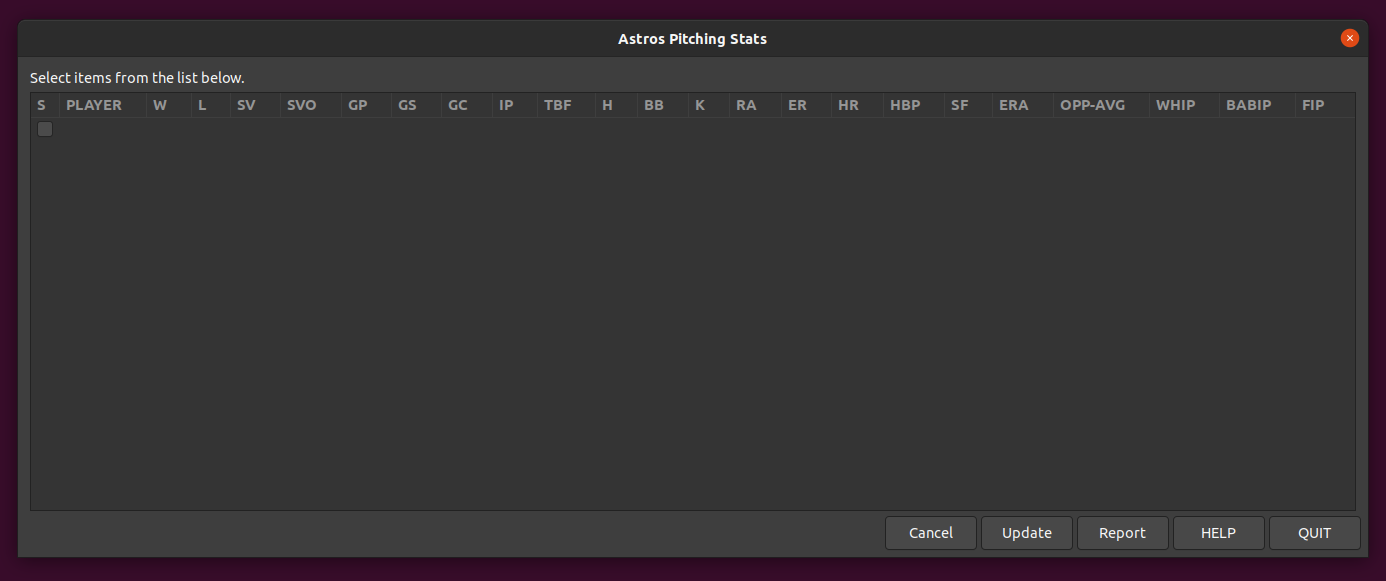 Astros Pitching Stats
Select items from the list below.
S PLAYER W L SV SVO GP GS GC IP TBF H BB K RA ER HR HBP SF ERA OPP-AVG WHIP BABIP FIP
Cancel Update Report HELP QUIT